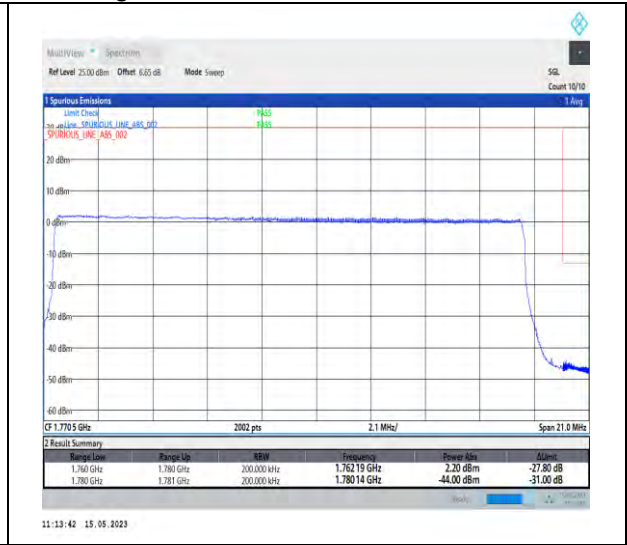 MultiView Spectrum
Ref Level 25.00 dBm Offset 6.65 dB Mode Sweep SGL
Count 10/10
1 Spurious Emissions 1 Avg
Limit Check PASS
Line _SPURIOUS_LINE_ABS_002 PASS
_SPURIOUS_LINE_ABS_002
20 dBm
10 dBm
0 dBm
-10 dBm
-20 dBm
-30 dBm
-40 dBm
-50 dBm
-60 dBm
CF 1.7705 GHz 2002 pts 2.1 MHz/ Span 21.0 MHz
2 Result Summary
Range Low Range Up RBW Frequency Power Abs ΔLimit
1.760 GHz 1.780 GHz 200.000 kHz 1.76219 GHz 2.20 dBm -27.80 dB
1.780 GHz 1.781 GHz 200.000 kHz 1.78014 GHz -44.00 dBm -31.00 dB
11:13:42 15.05.2023